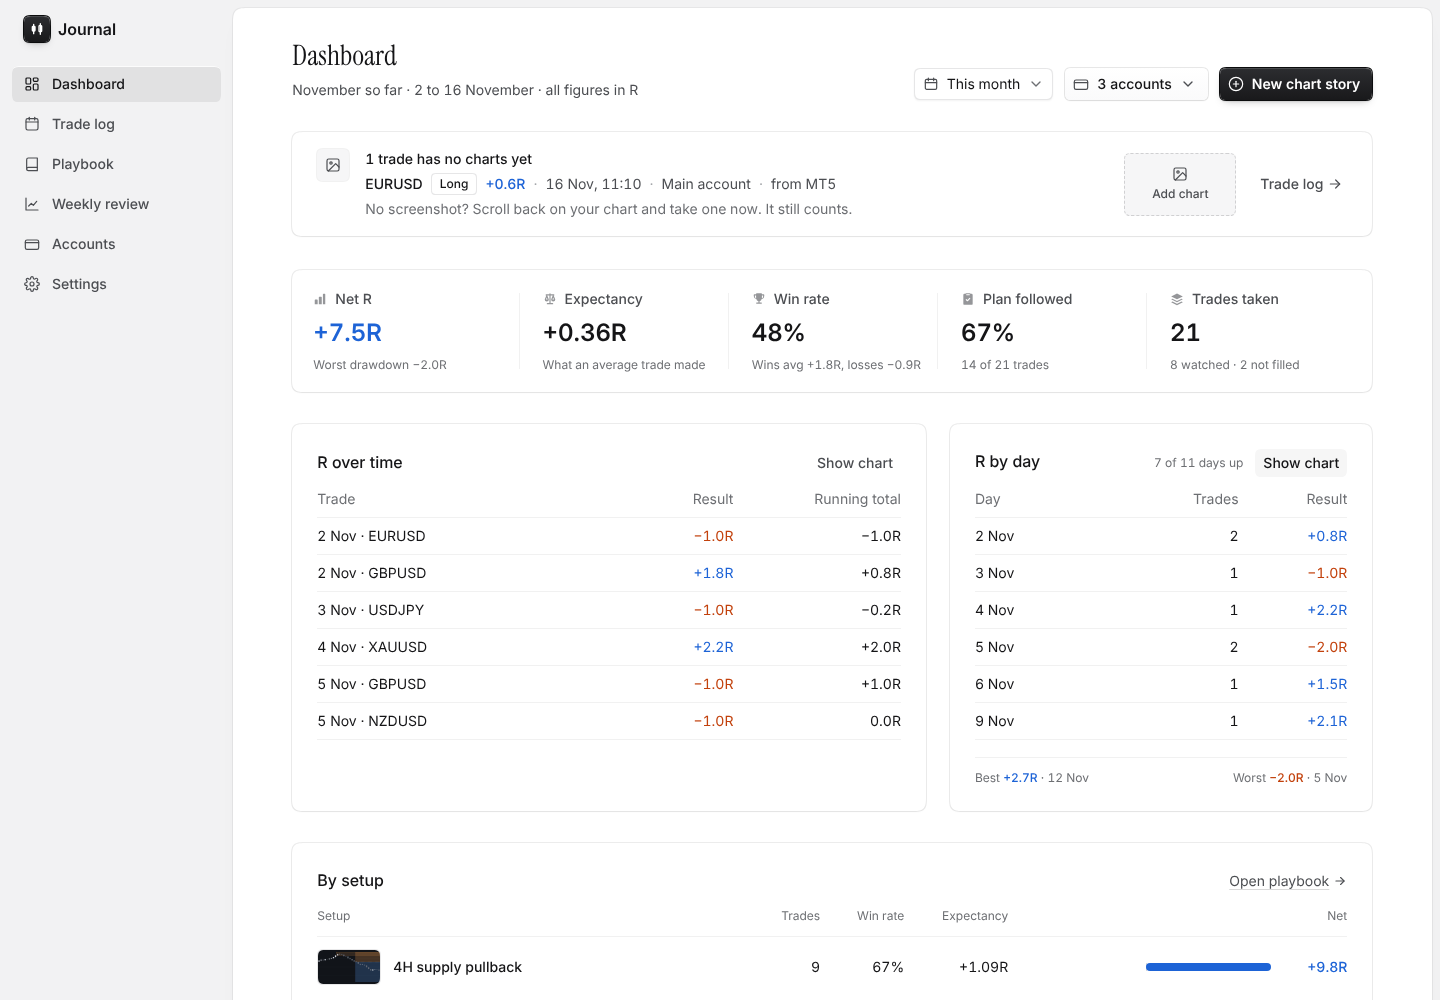 Journal
Dashboard
Trade log
Playbook
Weekly review
Accounts
Settings
Dashboard
November so far · 2 to 16 November · all figures in R
This month
3 accounts
New chart story
1 trade has no charts yet
EURUSD Long +0.6R · 16 Nov, 11:10 · Main account · from MT5
No screenshot? Scroll back on your chart and take one now. It still counts.
Add chart
Trade log →
Net R
+7.5R
Worst drawdown −2.0R
Expectancy
+0.36R
What an average trade made
Win rate
48%
Wins avg +1.8R, losses −0.9R
Plan followed
67%
14 of 21 trades
Trades taken
21
8 watched · 2 not filled
R over time Show chart
Trade Result Running total
2 Nov · EURUSD −1.0R −1.0R
2 Nov · GBPUSD +1.8R +0.8R
3 Nov · USDJPY −1.0R −0.2R
4 Nov · XAUUSD +2.2R +2.0R
5 Nov · GBPUSD −1.0R +1.0R
5 Nov · NZDUSD −1.0R 0.0R
R by day 7 of 11 days up Show chart
Day Trades Result
2 Nov 2 +0.8R
3 Nov 1 −1.0R
4 Nov 1 +2.2R
5 Nov 2 −2.0R
6 Nov 1 +1.5R
9 Nov 1 +2.1R
Best +2.7R · 12 Nov Worst −2.0R · 5 Nov
By setup Open playbook →
Setup Trades Win rate Expectancy Net
4H supply pullback 9 67% +1.09R +9.8R